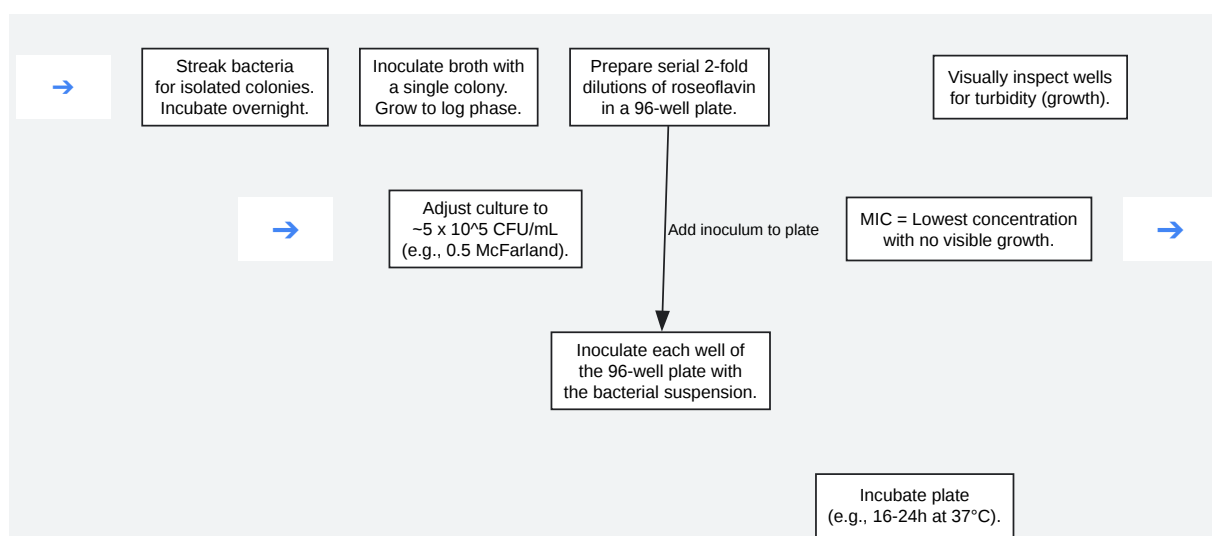 Streak bacteria
for isolated colonies.
Incubate overnight.
Inoculate broth with
a single colony.
Grow to log phase.
Prepare serial 2-fold
dilutions of roseoflavin
in a 96-well plate.
Visually inspect wells
for turbidity (growth).
Adjust culture to
~5 x 10^5 CFU/mL
(e.g., 0.5 McFarland).
Add inoculum to plate
MIC = Lowest concentration
with no visible growth.
Inoculate each well of
the 96-well plate with
the bacterial suspension.
Incubate plate
(e.g., 16-24h at 37°C).